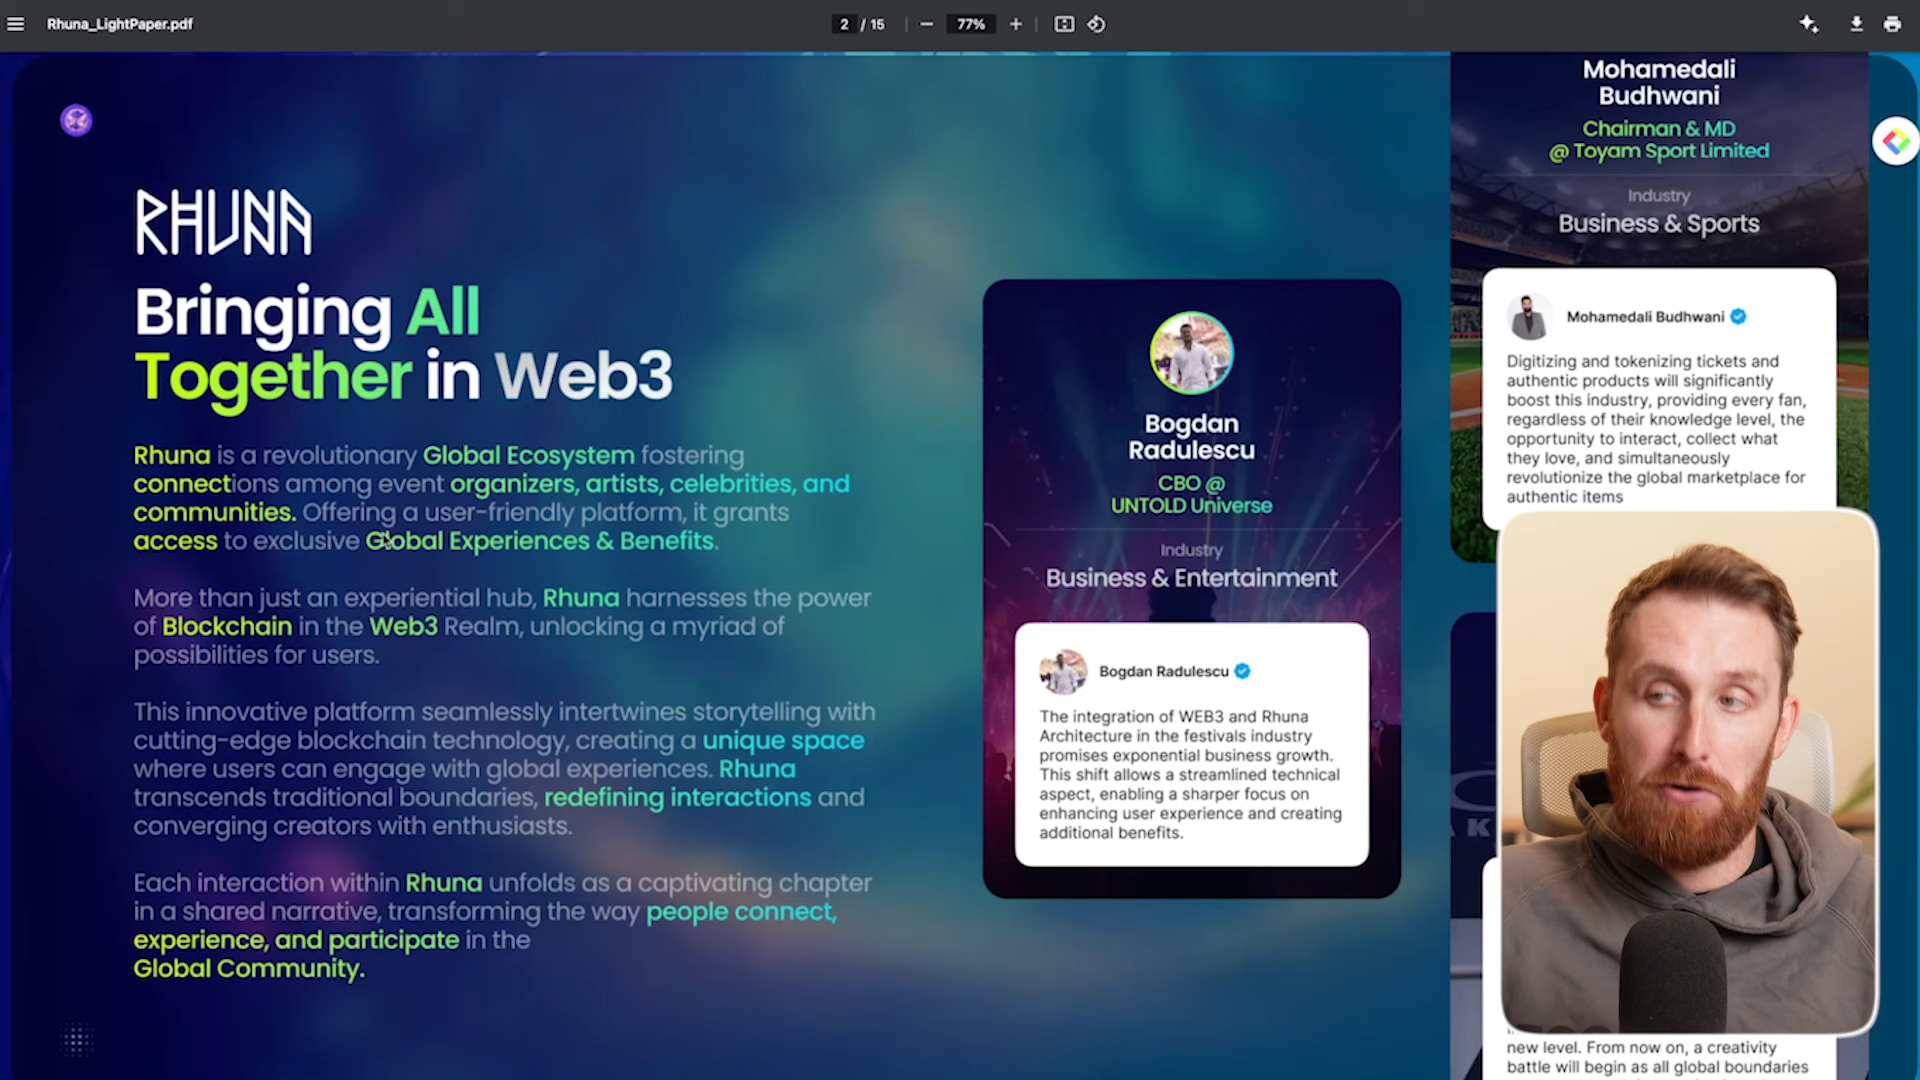 Rhuna_LightPaper.pdf
2 / 15
77%
RHUNA
Bringing All
Together in Web3
Rhuna is a revolutionary Global Ecosystem fostering
connections among event organizers, artists, celebrities, and
communities. Offering a user-friendly platform, it grants
access to exclusive Global Experiences & Benefits.
More than just an experiential hub, Rhuna harnesses the power
of Blockchain in the Web3 Realm, unlocking a myriad of
possibilities for users.
This innovative platform seamlessly intertwines storytelling with
cutting-edge blockchain technology, creating a unique space
where users can engage with global experiences. Rhuna
transcends traditional boundaries, redefining interactions and
converging creators with enthusiasts.
Each interaction within Rhuna unfolds as a captivating chapter
in a shared narrative, transforming the way people connect,
experience, and participate in the
Global Community.
Bogdan
Radulescu
CBO @
UNTOLD Universe
Industry
Business & Entertainment
Bogdan Radulescu
The integration of WEB3 and Rhuna
Architecture in the festivals industry
promises exponential business growth.
This shift allows a streamlined technical
aspect, enabling a sharper focus on
enhancing user experience and creating
additional benefits.
Mohamedali
Budhwani
Chairman & MD
@ Toyam Sport Limited
Industry
Business & Sports
Mohamedali Budhwani
Digitizing and tokenizing tickets and
authentic products will significantly
boost this industry, providing every fan,
regardless of their knowledge level, the
opportunity to interact, collect what
they love, and simultaneously
revolutionize the global marketplace for
authentic items
new level. From now on, a creativity
battle will begin as all global boundaries